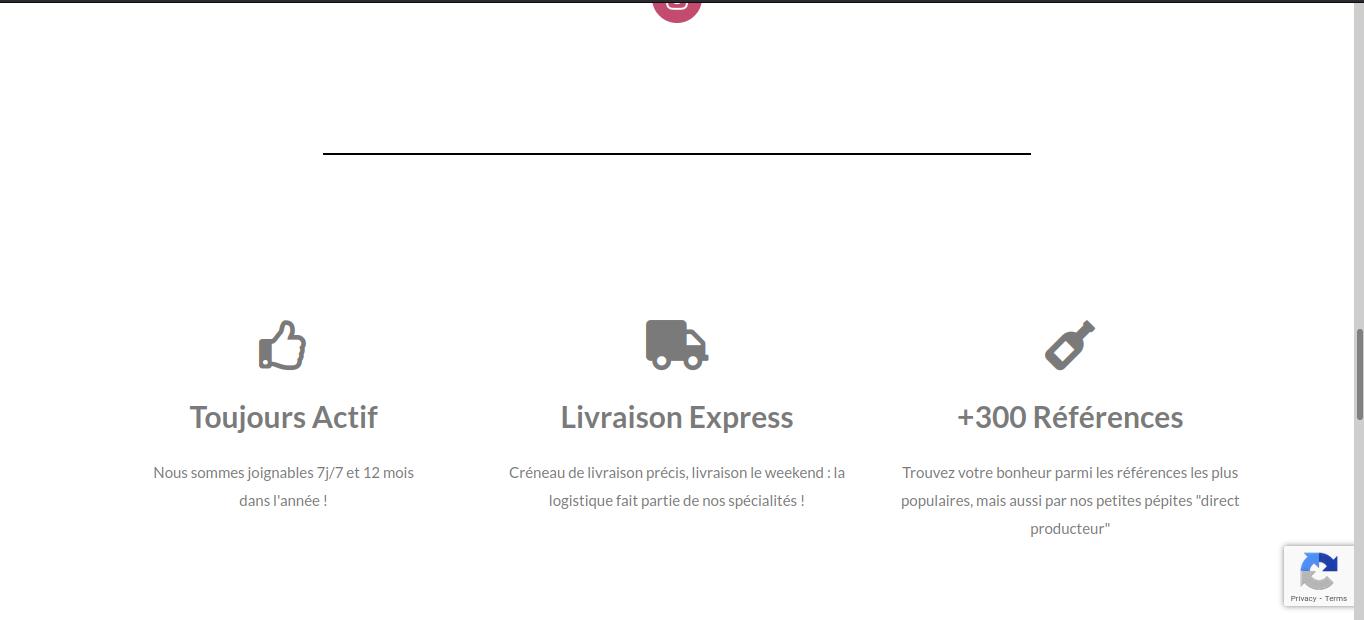 Toujours Actif
Nous sommes joignables 7j/7 et 12 mois
dans l'année !
Livraison Express
Créneau de livraison précis, livraison le weekend : la
logistique fait partie de nos spécialités !
+300 Références
Trouvez votre bonheur parmi les références les plus
populaires, mais aussi par nos petites pépites "direct
producteur"
Privacy - Terms